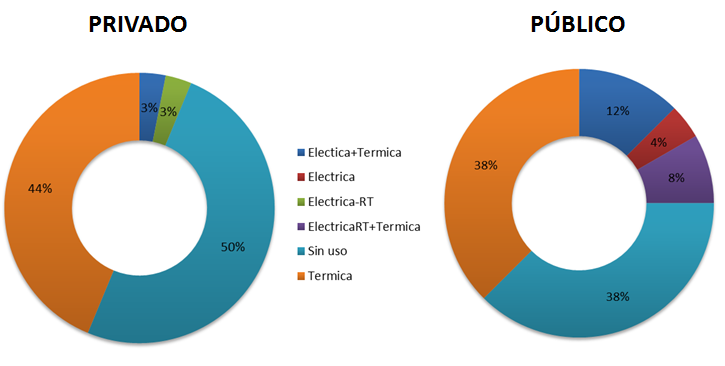 PRIVADO
3%
3%
44%
50%
Electica+Termica
Electrica
Electrica-RT
ElectricaRT+Termica
Sin uso
Termica
PÚBLICO
12%
4%
8%
38%
38%